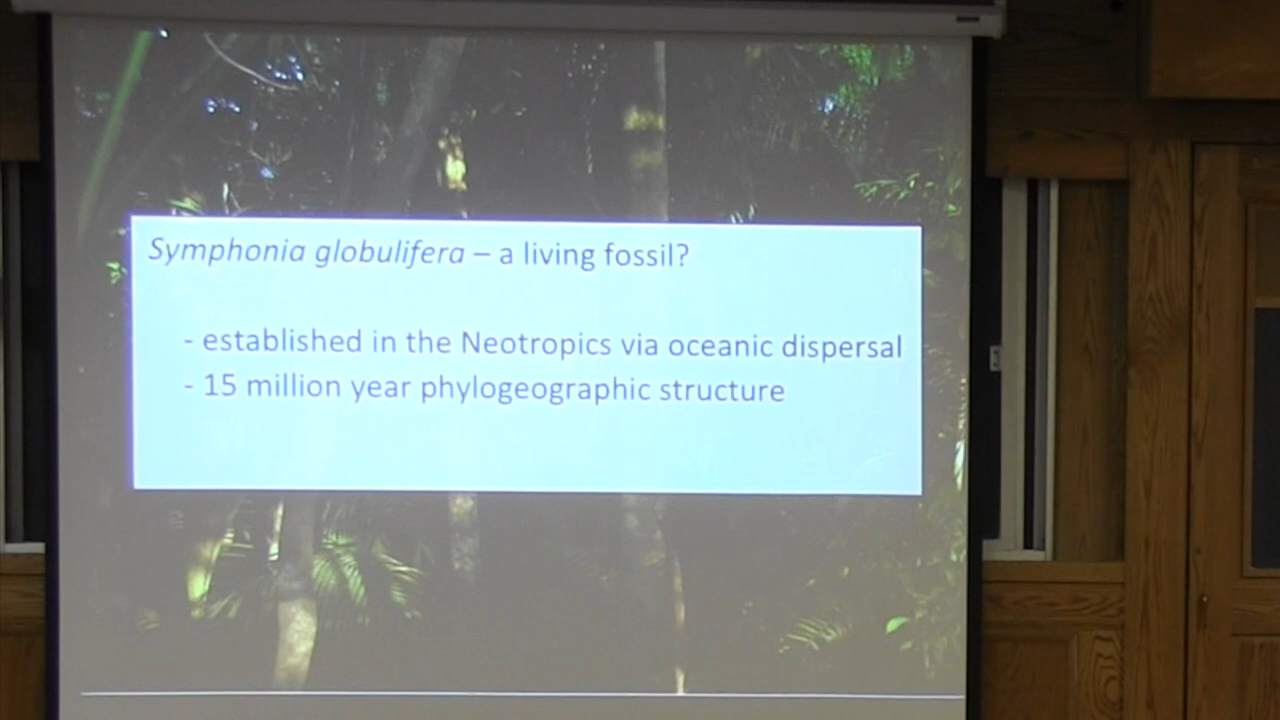 Symphonia globulifera – a living fossil?
- established in the Neotropics via oceanic dispersal
- 15 million year phylogeographic structure